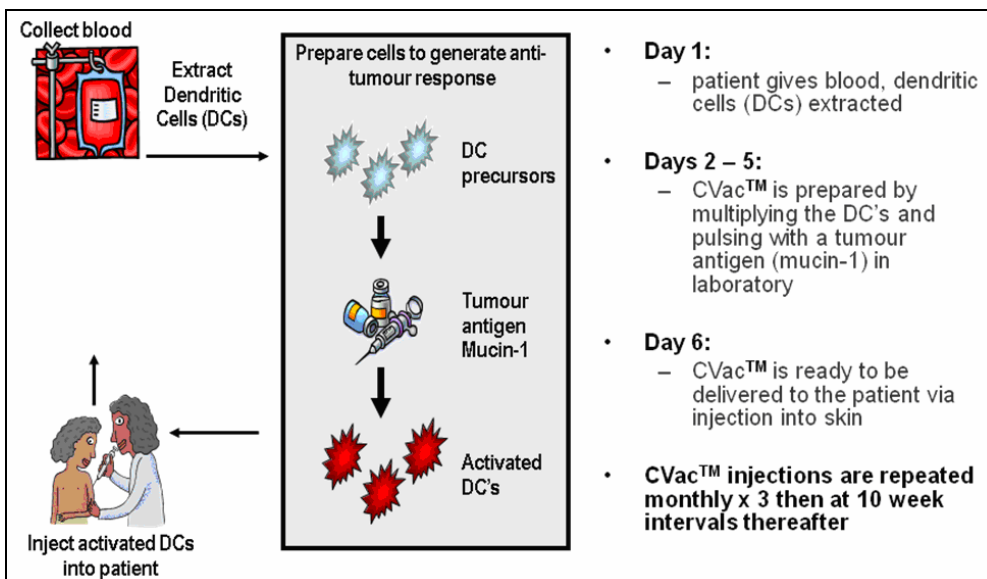 Collect blood
Extract
Dendritic
Cells (DCs)
Prepare cells to generate anti-
tumour response
DC
precursors
Tumour
antigen
Mucin-1
Activated
DC's
Inject activated DCs
into patient
• Day 1:
– patient gives blood, dendritic
cells (DCs) extracted
• Days 2 – 5:
– CVac™ is prepared by
multiplying the DC's and
pulsing with a tumour
antigen (mucin-1) in
laboratory
• Day 6:
– CVac™ is ready to be
delivered to the patient via
injection into skin
• CVac™ injections are repeated
monthly x 3 then at 10 week
intervals thereafter